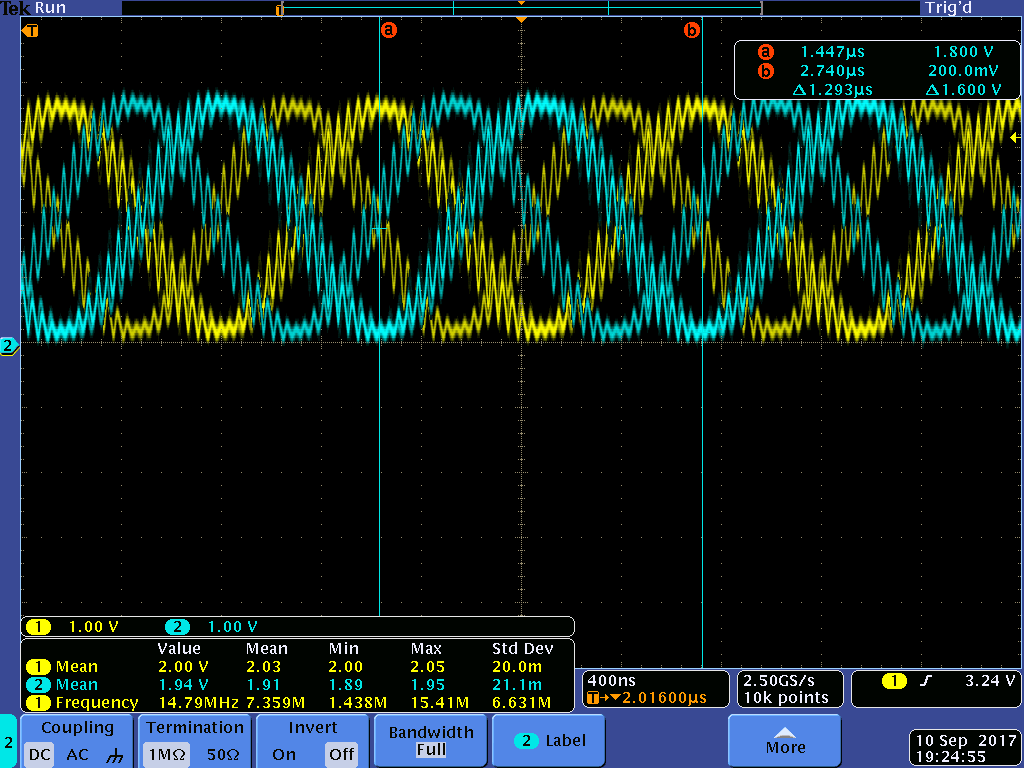 Tek Run Trig'd
T
T a b
a 1.447µs 1.800 V
b 2.740µs 200.0mV
Δ1.293µs Δ1.600 V
2
1 1.00 V 2 1.00 V
Value Mean Min Max Std Dev
1 Mean 2.00 V 2.03 2.00 2.05 20.0m
2 Mean 1.94 V 1.91 1.89 1.95 21.1m
1 Frequency 14.79MHz 7.359M 1.438M 15.41M 6.631M
400ns
T→▼2.01600µs
2.50GS/s
10k points
1 3.24 V
2
Coupling
DC AC
Termination
1MΩ 50Ω
Invert
On Off
Bandwidth
Full
2 Label
More
10 Sep 2017
19:24:55